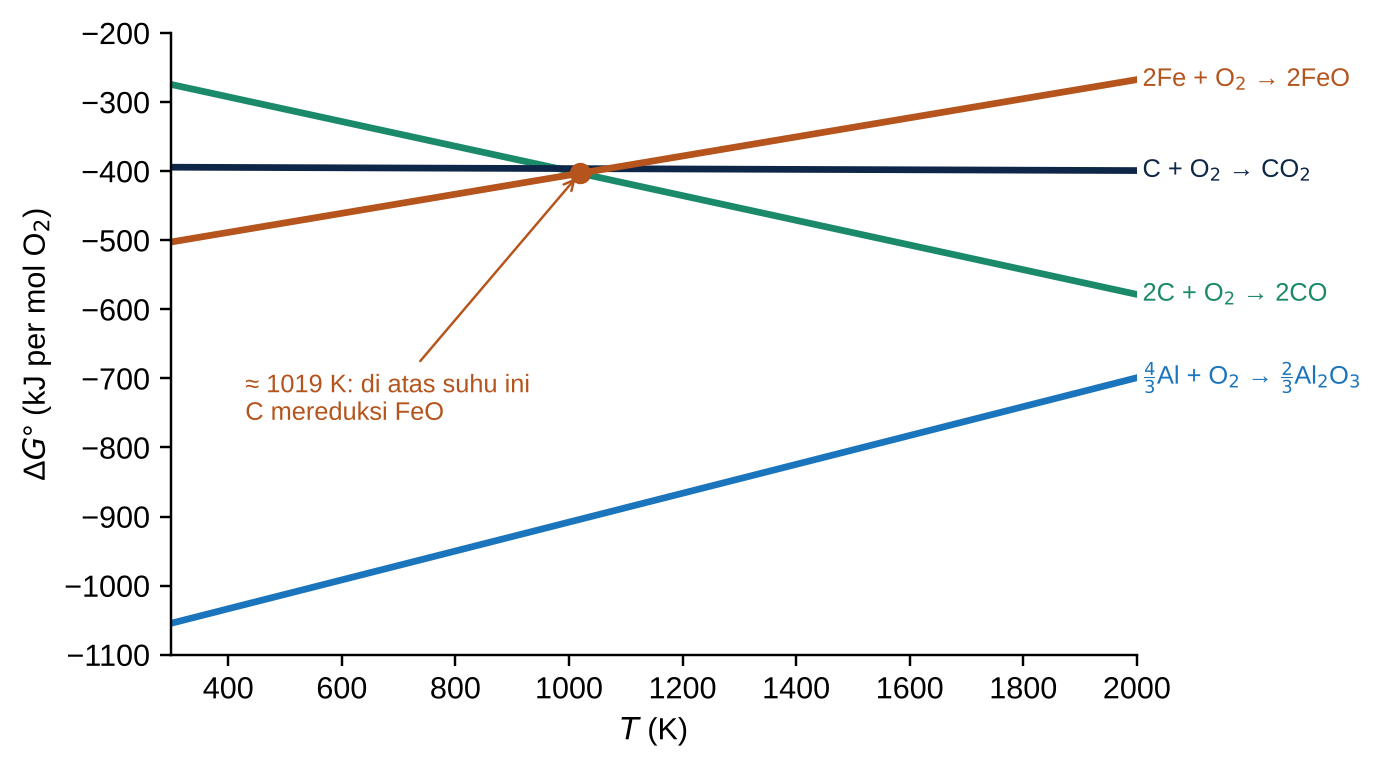 −200
−300
−400
−500
−600
−700
−800
−900
−1000
−1100
ΔG° (kJ per mol O₂)
400 600 800 1000 1200 1400 1600 1800 2000
T (K)
2Fe + O₂ → 2FeO
C + O₂ → CO₂
2C + O₂ → 2CO
4/3Al + O₂ → 2/3Al₂O₃
≈ 1019 K: di atas suhu ini
C mereduksi FeO